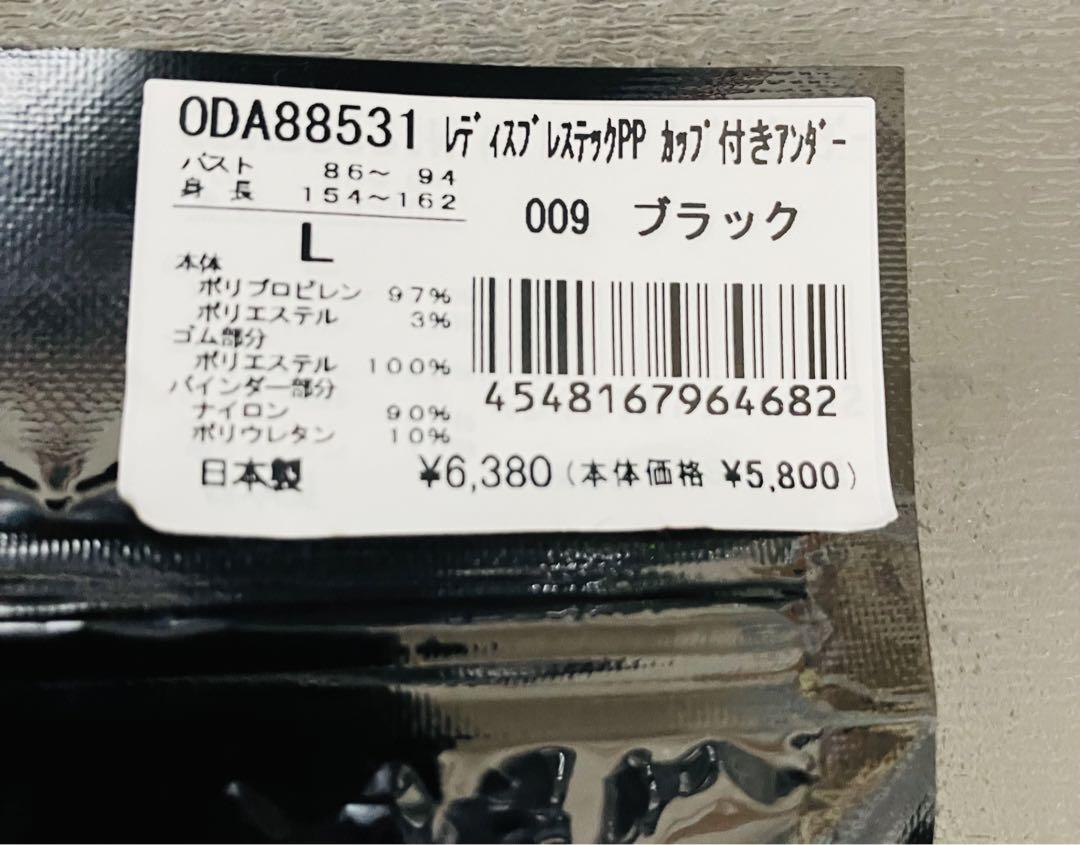 ODA88531 ﾚﾃﾞｨｽﾌﾞﾚｽﾃｯｸPP ｶｯﾌﾟ付きｱﾝﾀﾞｰ
バスト 86～ 94
身長 154～162
009 ブラック
L
本体
ポリプロピレン 97%
ポリエステル 3%
ゴム部分
ポリエステル 100%
バインダー部分
ナイロン 90%
ポリウレタン 10%
4548167964682
日本製 ¥6,380(本体価格 ¥5,800)